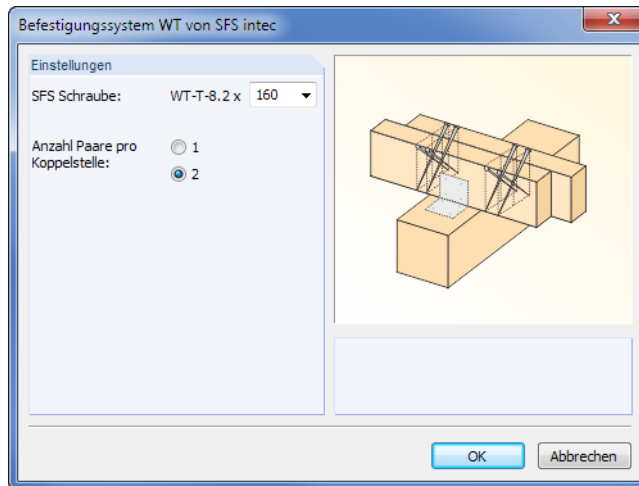 Befestigungssystem WT von SFS intec
Einstellungen
SFS Schraube: WT-T-8.2 x 160
Anzahl Paare pro
Koppelstelle:
1
2
OK Abbrechen